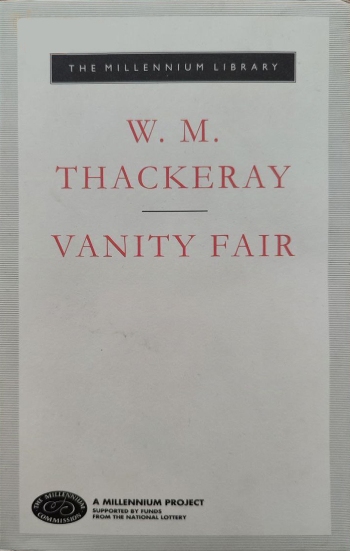 THE MILLENNIUM LIBRARY
W. M.
THACKERAY
VANITY FAIR
THE MILLENNIUM
COMMISSION
A MILLENNIUM PROJECT
SUPPORTED BY FUNDS
FROM THE NATIONAL LOTTERY